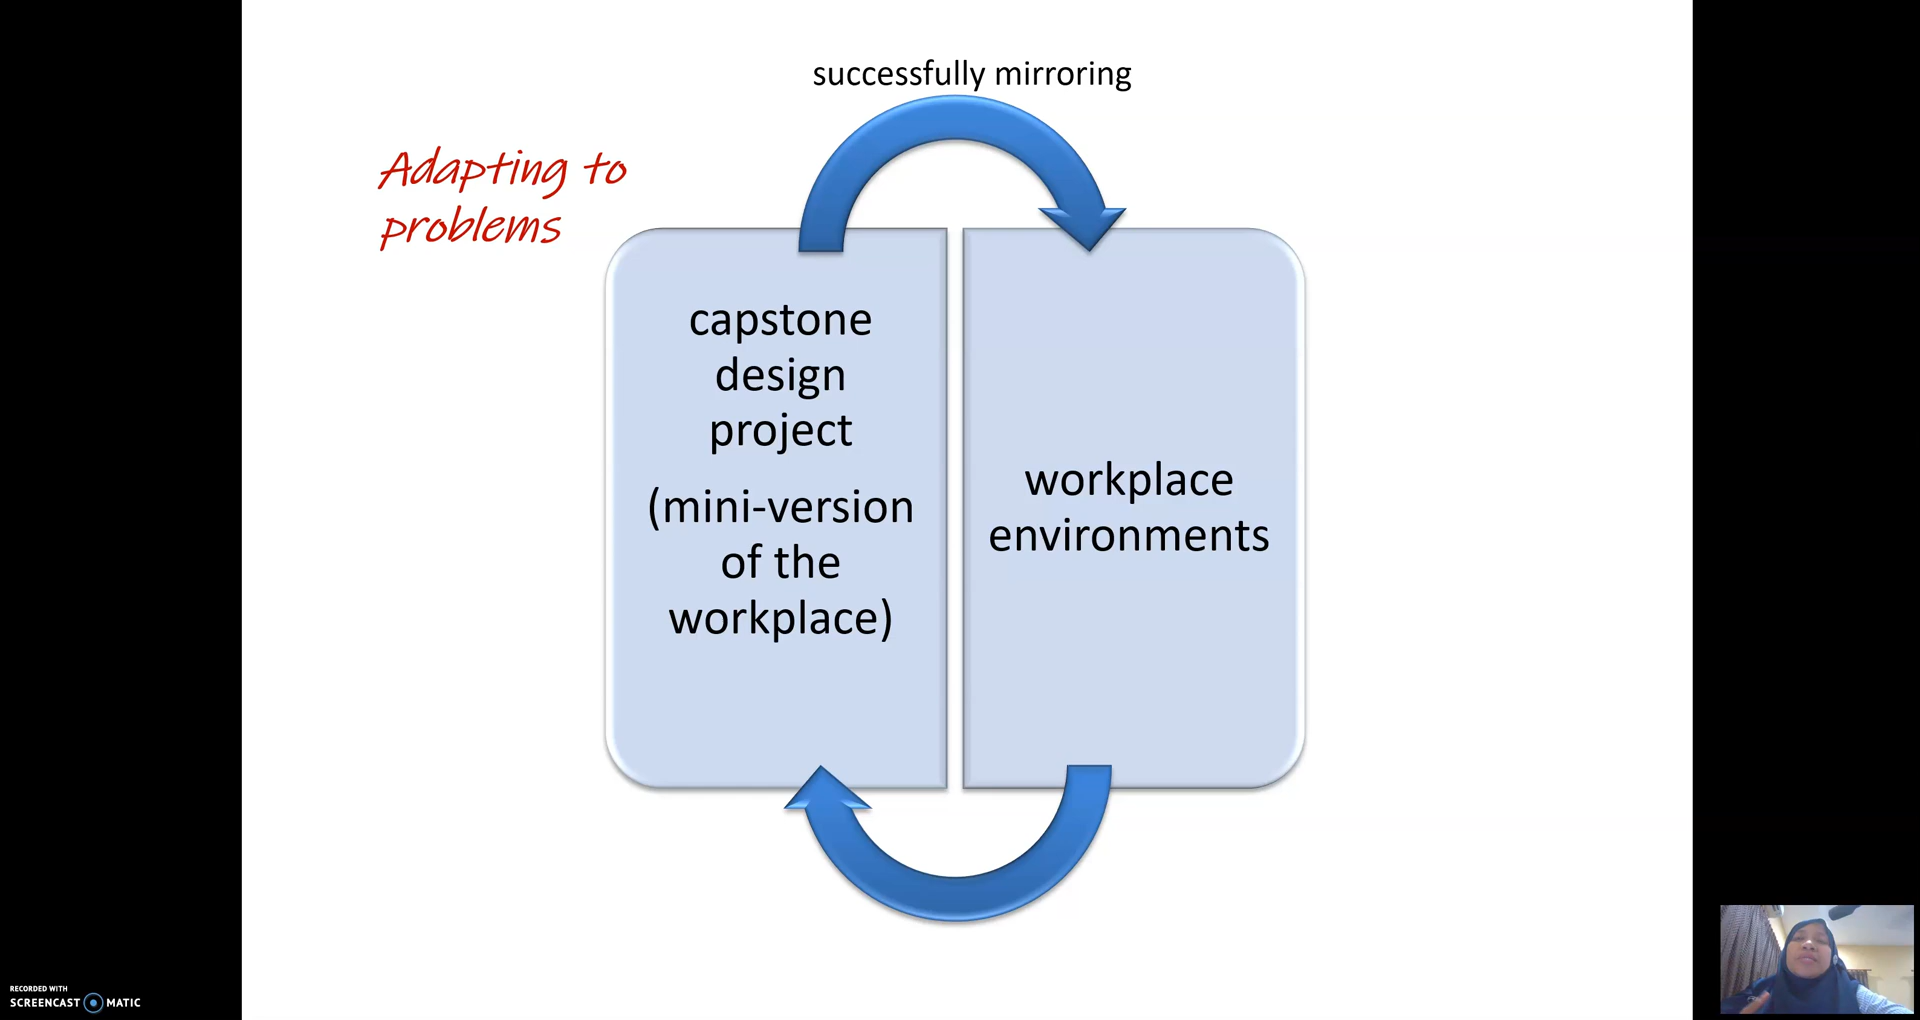 successfully mirroring
Adapting to
problems
capstone
design
project
(mini-version
of the
workplace)
workplace
environments
RECORDED WITH
SCREENCAST MATIC